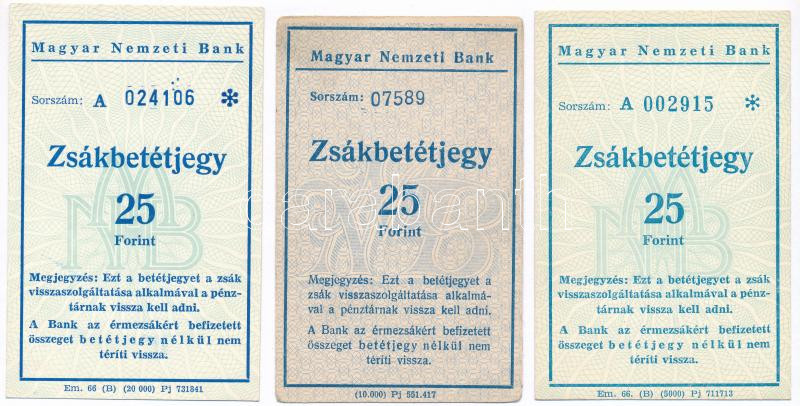 Magyar Nemzeti Bank
Sorszám: A 024106 *
Zsákbetétjegy
25
Forint
Megjegyzés: Ezt a betétjegyet a zsák
visszaszolgáltatása alkalmával a pénz-
tárnak vissza kell adni.
A Bank az érmezsákért befizetett
összeget betétjegy nélkül nem
téríti vissza.
Em. 66 (B) (20 000) Pj 731841
Magyar Nemzeti Bank
Sorszám: 07589
Zsákbetétjegy
25
Forint
Megjegyzés: Ezt a betétjegyet a
zsák visszaszolgáltatása alkalmá-
val a pénztárnak vissza kell adni.
A Bank az érmezsákért befizetett
összeget betétjegy nélkül nem
téríti vissza.
(10.000) Pj 551.417
Magyar Nemzeti Bank
Sorszám: A 002915 *
Zsákbetétjegy
25
Forint
Megjegyzés: Ezt a betétjegyet a zsák
visszaszolgáltatása alkalmával a pénz-
tárnak vissza kell adni.
A Bank az érmezsákért befizetett
összeget betétjegy nélkül nem
téríti vissza.
Em. 66. (B) (5000) Pj 711713
MNB
MNB
MNB